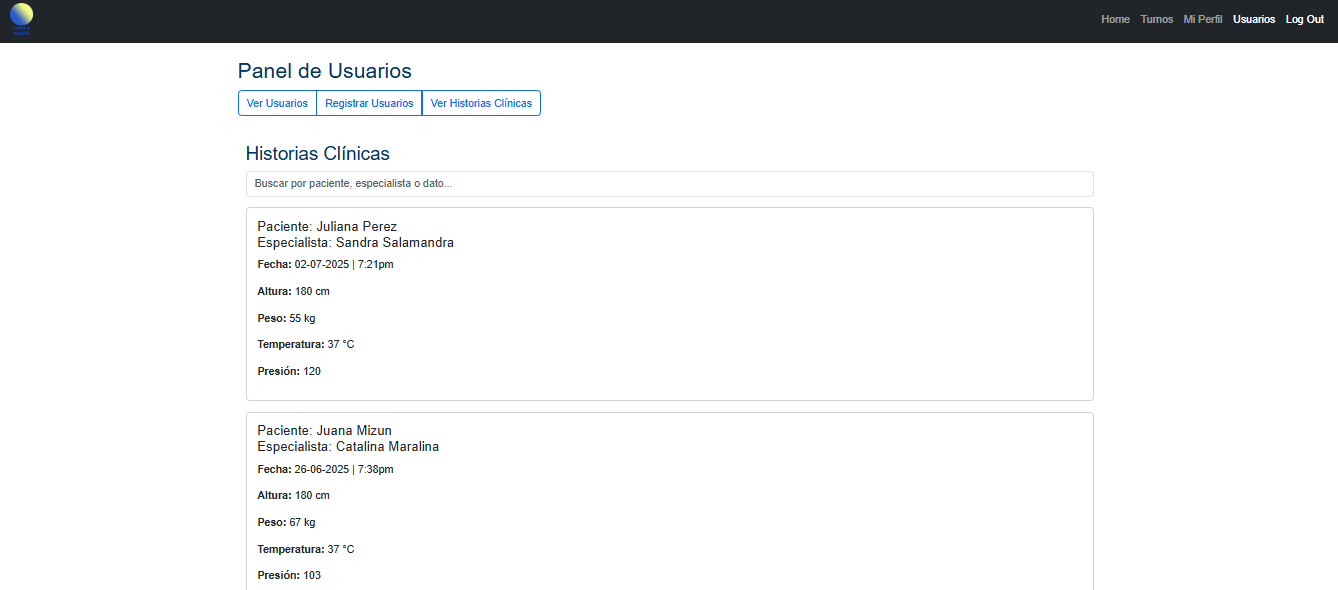 Home Turnos Mi Perfil Usuarios Log Out
Panel de Usuarios
Ver Usuarios Registrar Usuarios Ver Historias Clínicas
Historias Clínicas
Buscar por paciente, especialista o dato...
Paciente: Juliana Perez
Especialista: Sandra Salamandra
Fecha: 02-07-2025 | 7:21pm
Altura: 180 cm
Peso: 55 kg
Temperatura: 37 °C
Presión: 120
Paciente: Juana Mizun
Especialista: Catalina Maralina
Fecha: 26-06-2025 | 7:38pm
Altura: 180 cm
Peso: 67 kg
Temperatura: 37 °C
Presión: 103